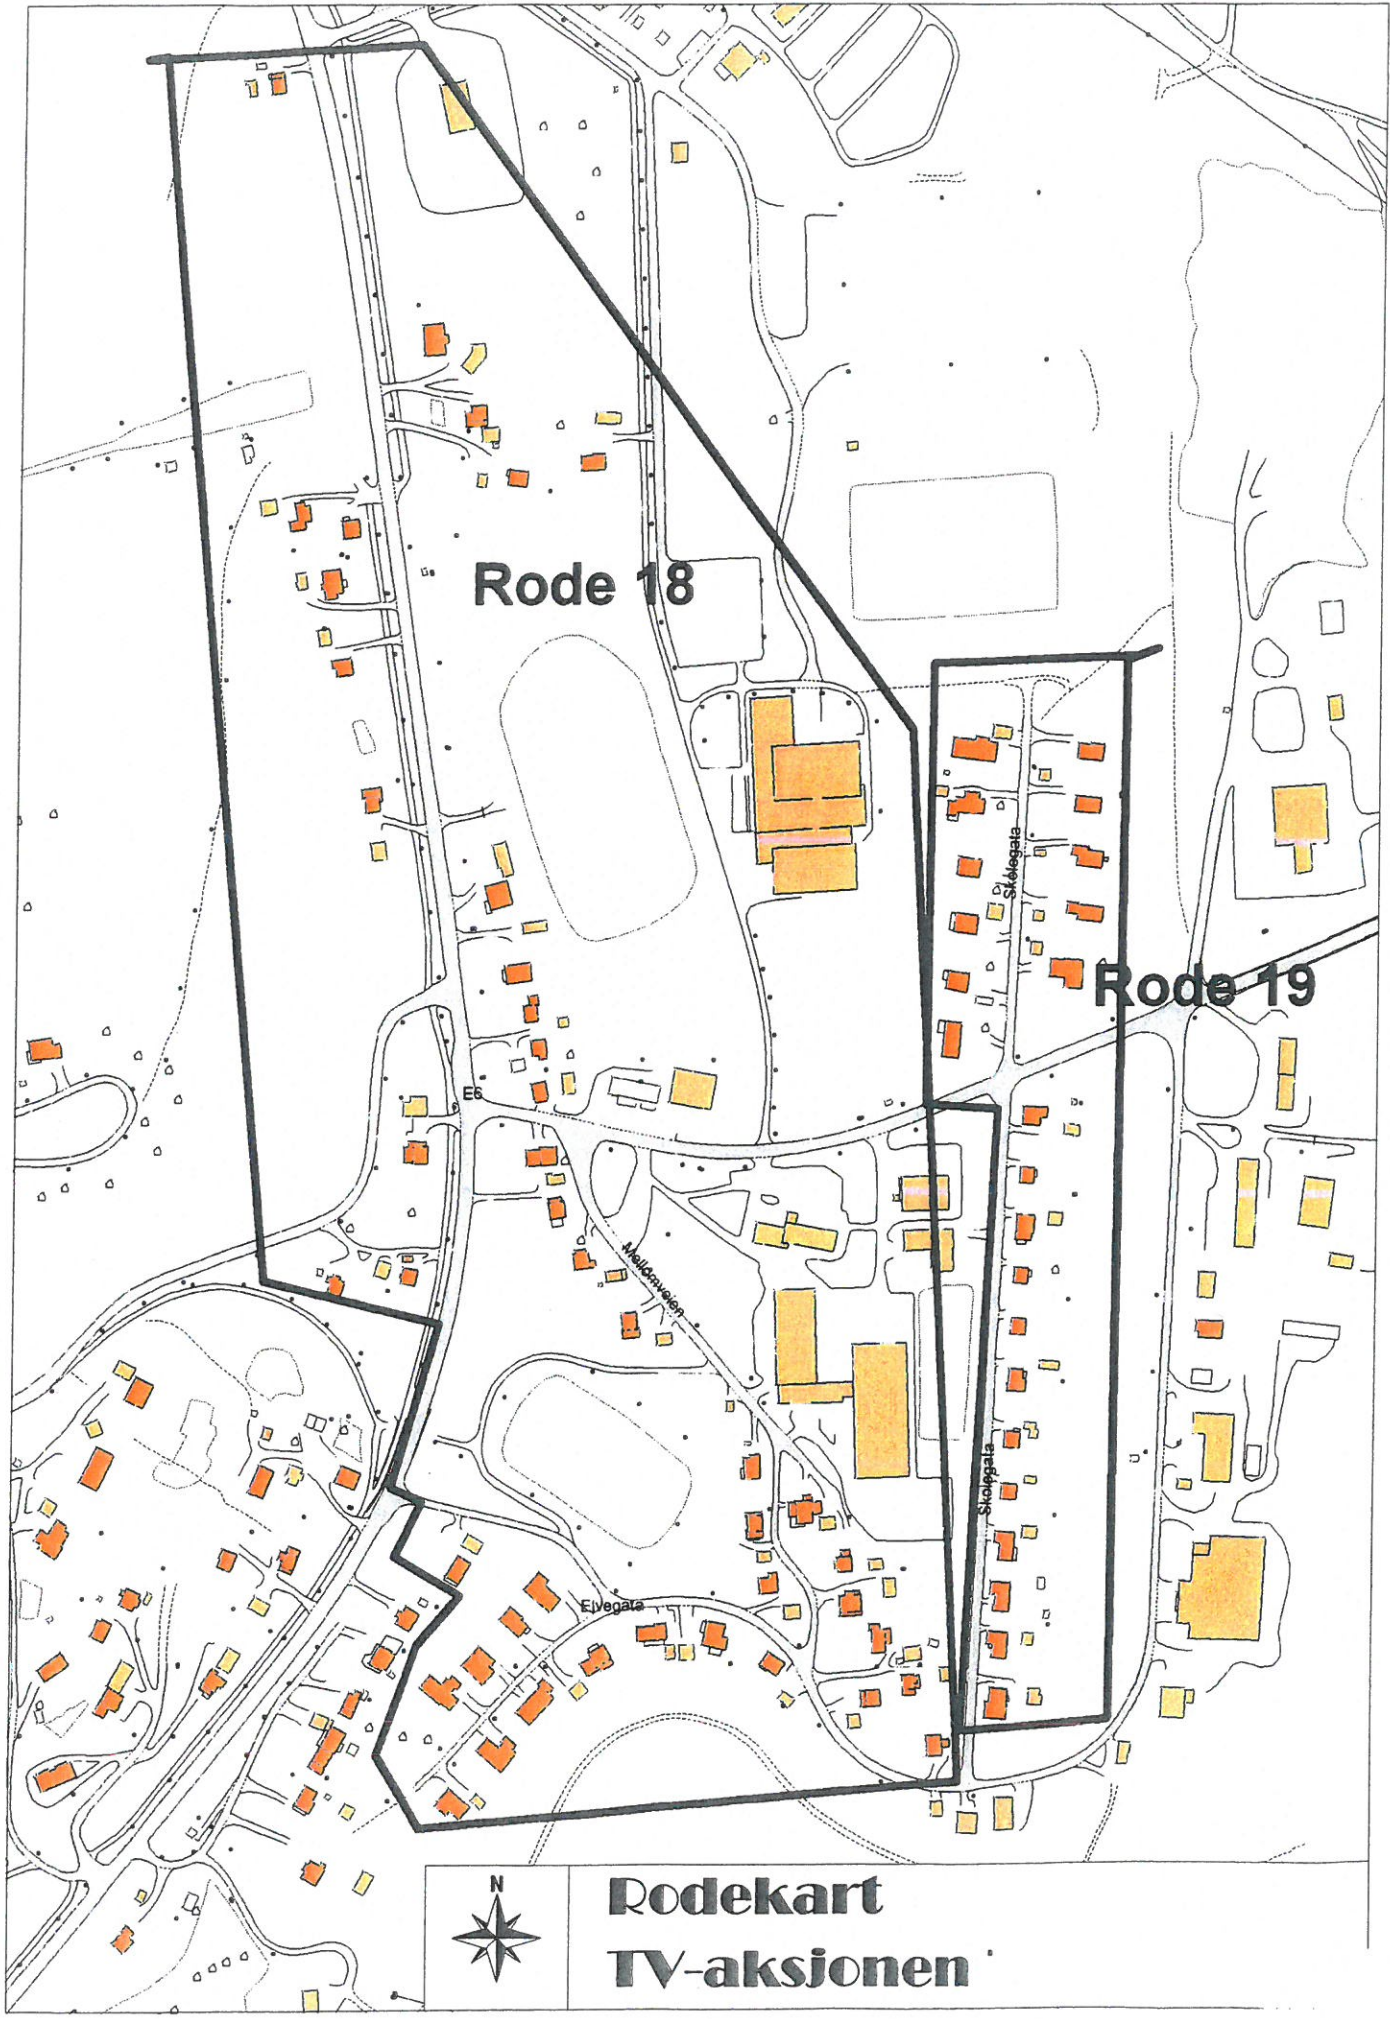 Rode 18
Skolegata
Rode 19
E6
Mellomveien
Skolegata
Elvegata
N
Rodekart
TV-aksjonen